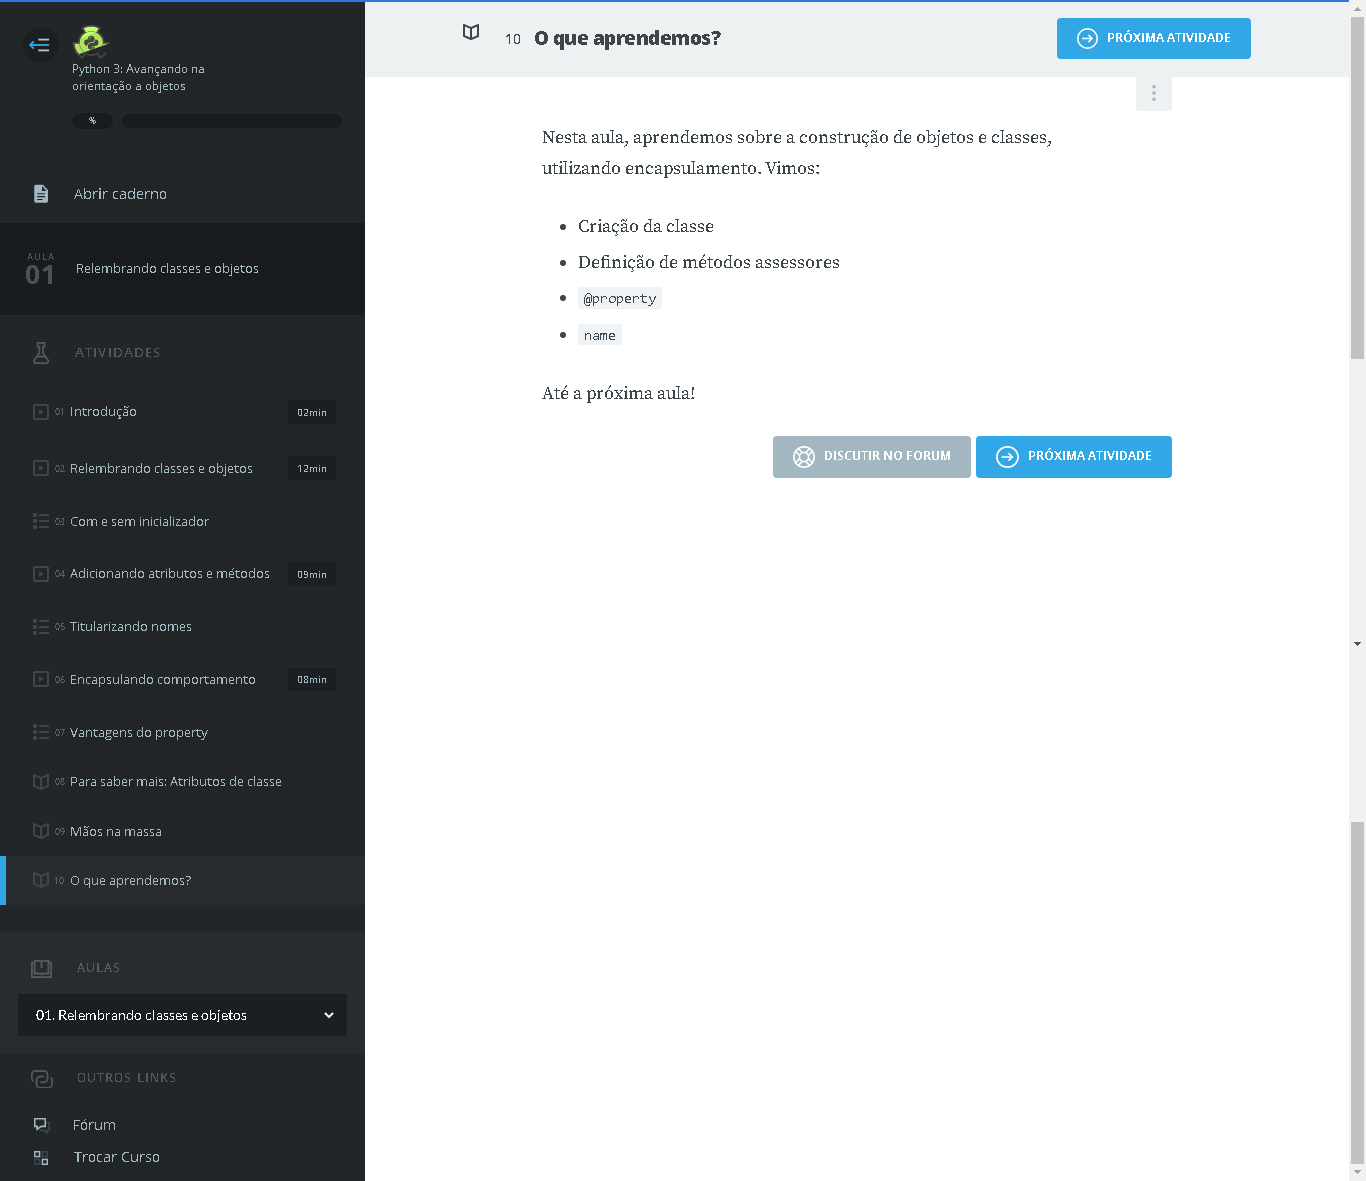 Python 3: Avançando na
orientação a objetos
%
Abrir caderno
AULA
01
Relembrando classes e objetos
ATIVIDADES
01 Introdução 02min
02 Relembrando classes e objetos 12min
03 Com e sem inicializador
04 Adicionando atributos e métodos 09min
05 Titularizando nomes
06 Encapsulando comportamento 08min
07 Vantagens do property
08 Para saber mais: Atributos de classe
09 Mãos na massa
10 O que aprendemos?
AULAS
01. Relembrando classes e objetos
OUTROS LINKS
Fórum
Trocar Curso
10 O que aprendemos?
PRÓXIMA ATIVIDADE
Nesta aula, aprendemos sobre a construção de objetos e classes,
utilizando encapsulamento. Vimos:
• Criação da classe
• Definição de métodos assessores
• @property
• name
Até a próxima aula!
DISCUTIR NO FORUM PRÓXIMA ATIVIDADE